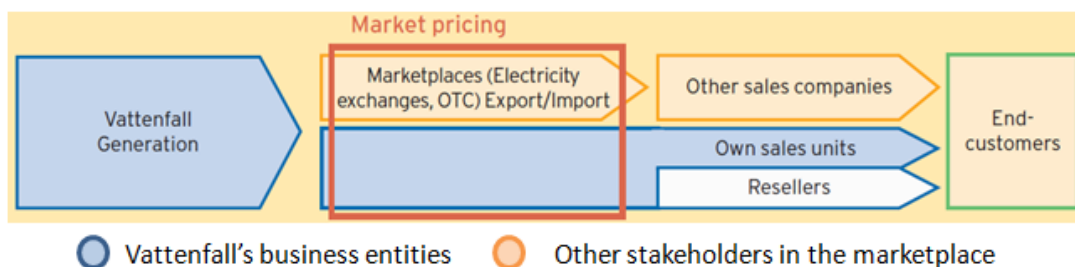 Market pricing
Vattenfall
Generation
Marketplaces (Electricity
exchanges, OTC) Export/Import
Other sales companies
Own sales units
Resellers
End-
customers
Vattenfall's business entities
Other stakeholders in the marketplace